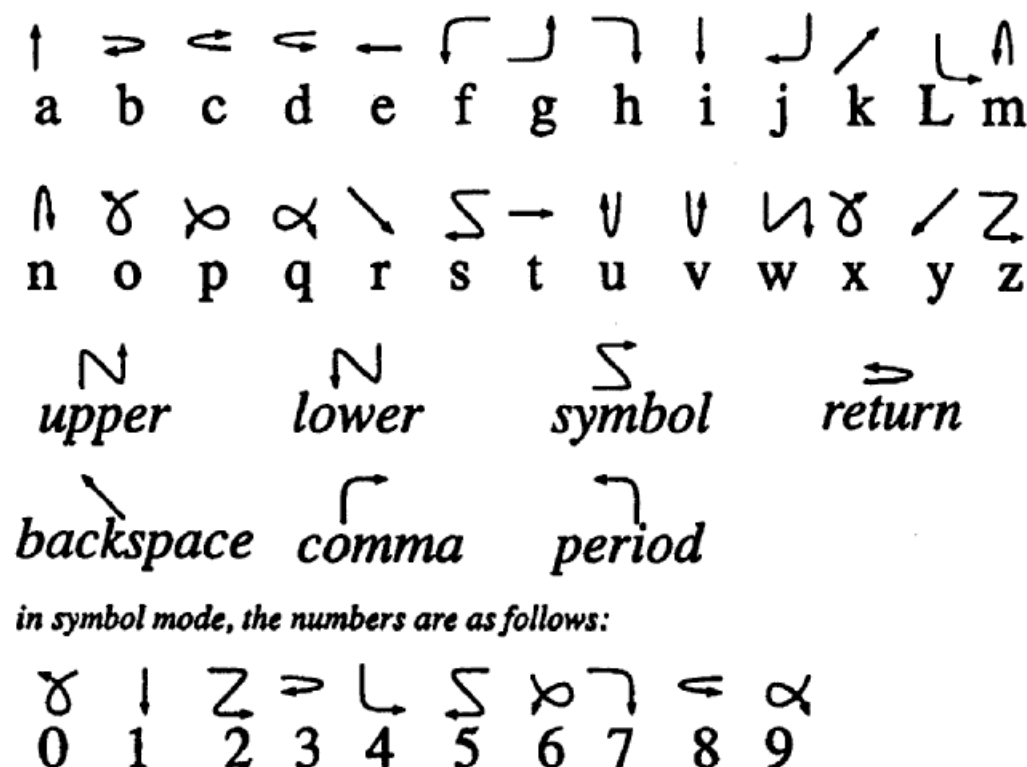 a b c d e f g h i j k L m
n o p q r s t u v w x y z
upper lower symbol return
backspace comma period
in symbol mode, the numbers are as follows:
0 1 2 3 4 5 6 7 8 9